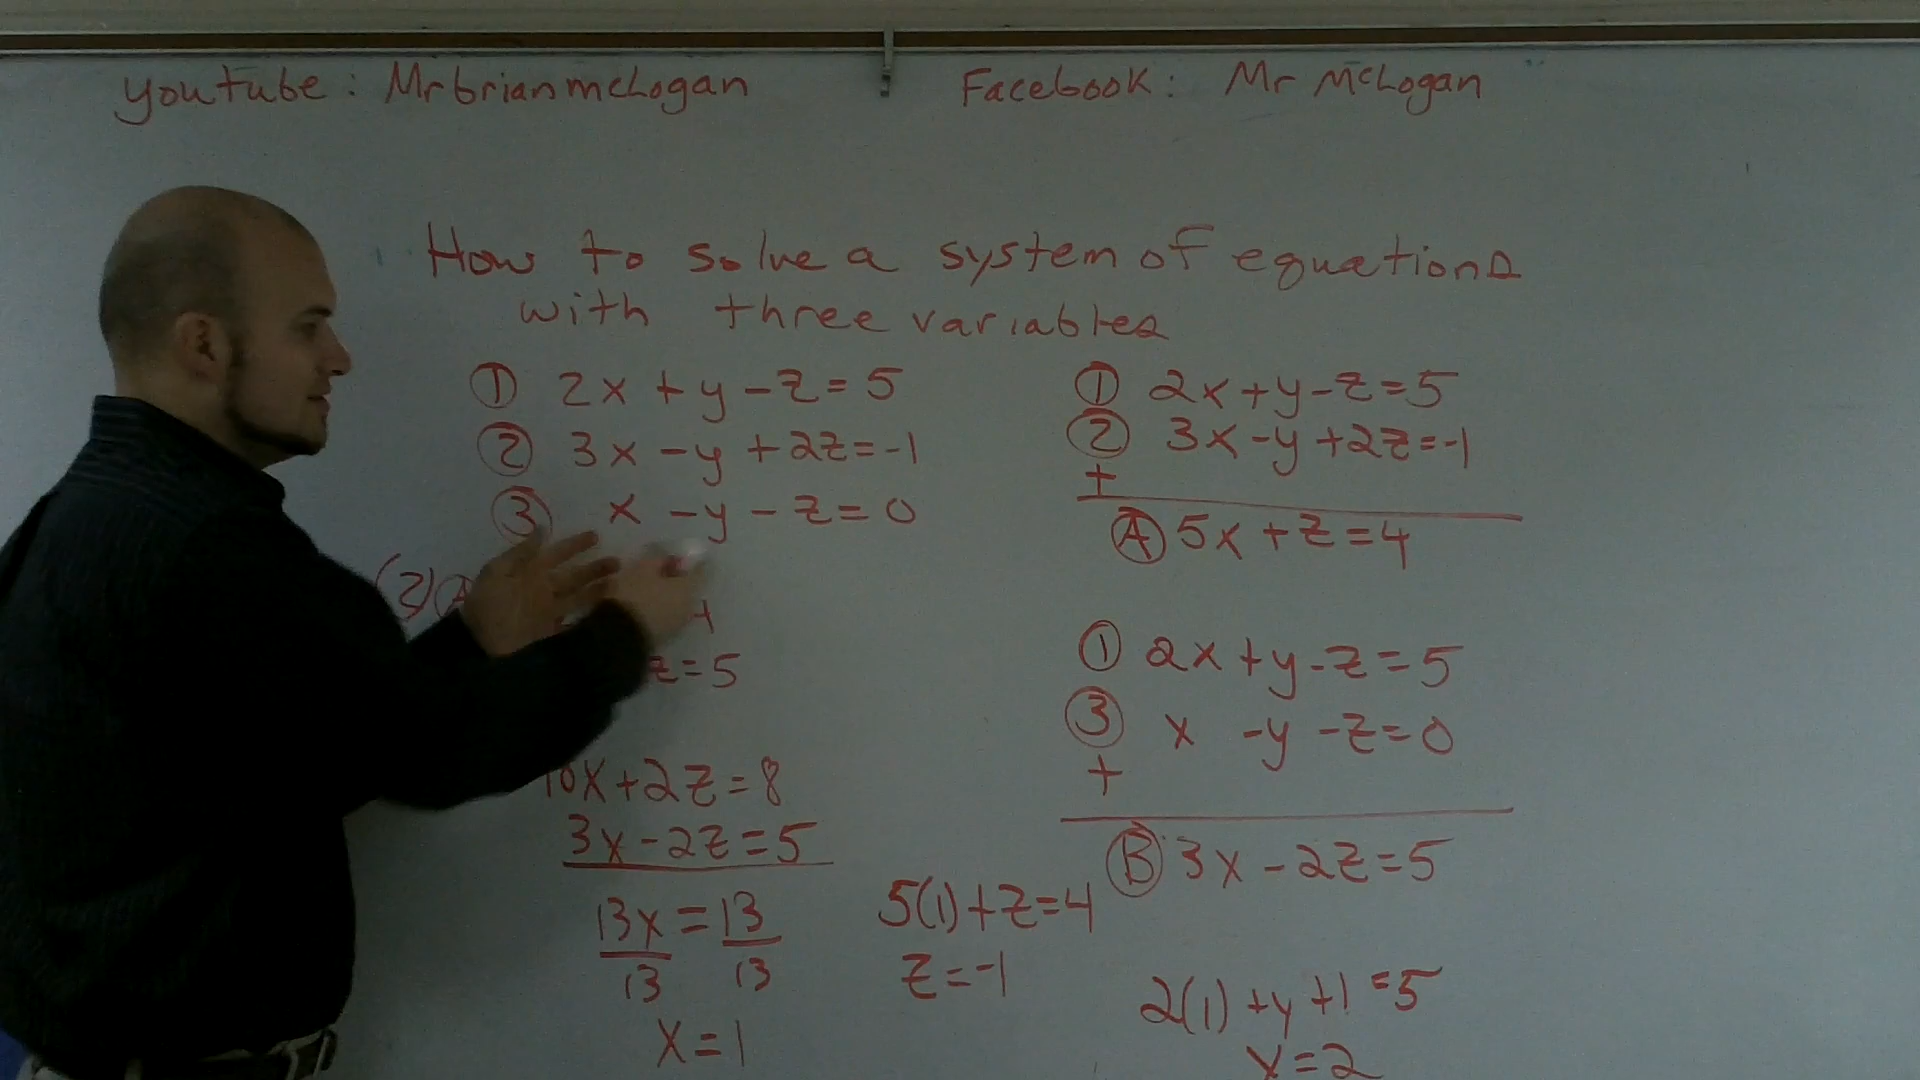 youtube: Mrbrianmclogan
Facebook: Mr McLogan
How to solve a system of equations
with three variables
① 2x + y - z = 5
② 3x - y + 2z = -1
③ x - y - z = 0
(2)
z = 5
10x + 2z = 8
3x - 2z = 5
13x = 13
13 13
x = 1
5(1) + z = 4
z = -1
① 2x + y - z = 5
② 3x - y + 2z = -1
+
Ⓐ 5x + z = 4
① 2x + y - z = 5
③ x - y - z = 0
+
Ⓑ 3x - 2z = 5
2(1) + y + 1 = 5
y = 2